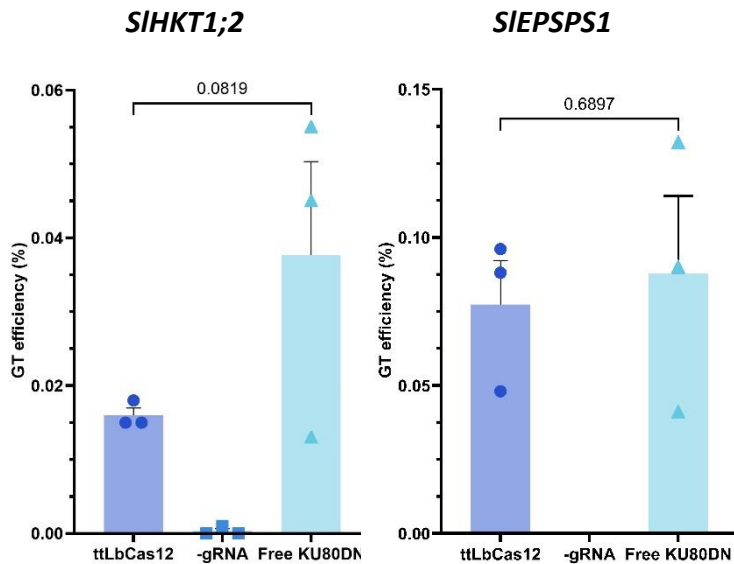 SlHKT1;2
SlEPSPS1
GT efficiency (%)
0.06
0.04
0.02
0.00
0.0819
ttLbCas12
-gRNA
Free KU80DN
GT efficiency (%)
0.15
0.10
0.05
0.00
0.6897
ttLbCas12
-gRNA
Free KU80DN